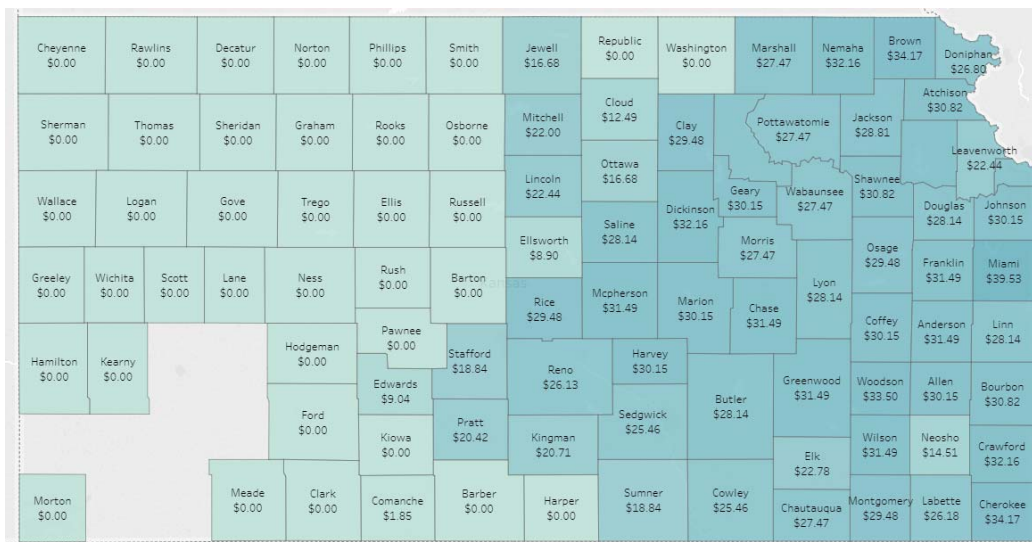 Cheyenne
$0.00
Rawlins
$0.00
Decatur
$0.00
Norton
$0.00
Phillips
$0.00
Smith
$0.00
Jewell
$16.68
Republic
$0.00
Washington
$0.00
Marshall
$27.47
Nemaha
$32.16
Brown
$34.17
Doniphan
$26.80
Atchison
$30.82
Sherman
$0.00
Thomas
$0.00
Sheridan
$0.00
Graham
$0.00
Rooks
$0.00
Osborne
$0.00
Mitchell
$22.00
Cloud
$12.49
Clay
$29.48
Pottawatomie
$27.47
Jackson
$28.81
Leavenworth
$22.44
Wallace
$0.00
Logan
$0.00
Gove
$0.00
Trego
$0.00
Ellis
$0.00
Russell
$0.00
Lincoln
$22.44
Ottawa
$16.68
Dickinson
$32.16
Geary
$30.15
Wabaunsee
$27.47
Shawnee
$30.82
Douglas
$28.14
Johnson
$30.15
Ellsworth
$8.90
Saline
$28.14
Morris
$27.47
Greeley
$0.00
Wichita
$0.00
Scott
$0.00
Lane
$0.00
Ness
$0.00
Rush
$0.00
Barton
$0.00
Rice
$29.48
Mcpherson
$31.49
Marion
$30.15
Chase
$31.49
Lyon
$28.14
Osage
$29.48
Franklin
$31.49
Miami
$39.53
Hamilton
$0.00
Kearny
$0.00
Hodgeman
$0.00
Pawnee
$0.00
Stafford
$18.84
Reno
$26.13
Harvey
$30.15
Coffey
$30.15
Anderson
$31.49
Linn
$28.14
Edwards
$9.04
Ford
$0.00
Kiowa
$0.00
Pratt
$20.42
Kingman
$20.71
Sedgwick
$25.46
Butler
$28.14
Greenwood
$31.49
Woodson
$33.50
Allen
$30.15
Bourbon
$30.82
Elk
$22.78
Wilson
$31.49
Neosho
$14.51
Crawford
$32.16
Morton
$0.00
Meade
$0.00
Clark
$0.00
Comanche
$1.85
Barber
$0.00
Harper
$0.00
Sumner
$18.84
Cowley
$25.46
Chautauqua
$27.47
Montgomery
$29.48
Labette
$26.18
Cherokee
$34.17